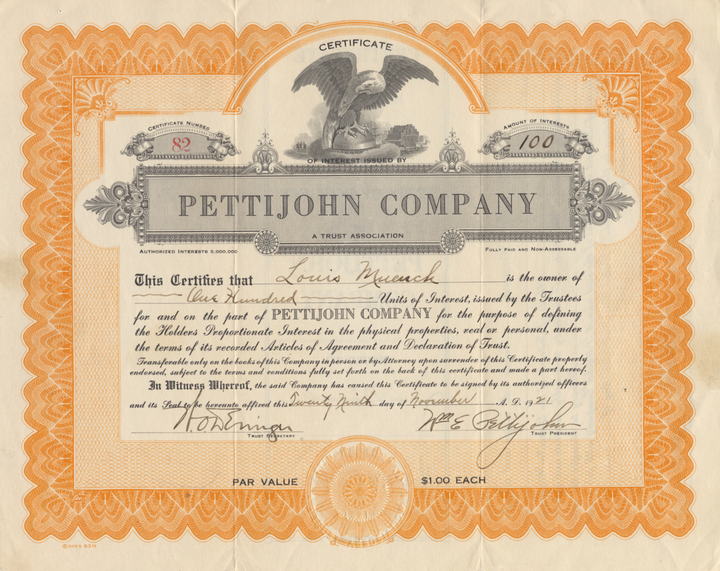 CERTIFICATE
CERTIFICATE NUMBER
82
AMOUNT OF INTERESTS
100
OF INTEREST ISSUED BY
PETTIJOHN COMPANY
A TRUST ASSOCIATION
AUTHORIZED INTERESTS 5,000,000
FULLY PAID AND NON-ASSESSABLE
This Certifies that Louis Muench is the owner of
One Hundred Units of Interest, issued by the Trustees
for and on the part of PETTIJOHN COMPANY for the purpose of defining
the Holders Proportionate Interest in the physical properties, real or personal, under
the terms of its recorded Articles of Agreement and Declaration of Trust.
Transferable only on the books of this Company in person or by Attorney upon surrender of this Certificate properly
endorsed, subject to the terms and conditions fully set forth on the back of this certificate and made a part hereof.
In Witness Whereof, the said Company has caused this Certificate to be signed by its authorized officers
and its Seal to be hereunto affixed this Twenty Ninth day of November A. D. 1921
Wm E Pettijohn
TRUST SECRETARY
TRUST PRESIDENT
PAR VALUE
$1.00 EACH